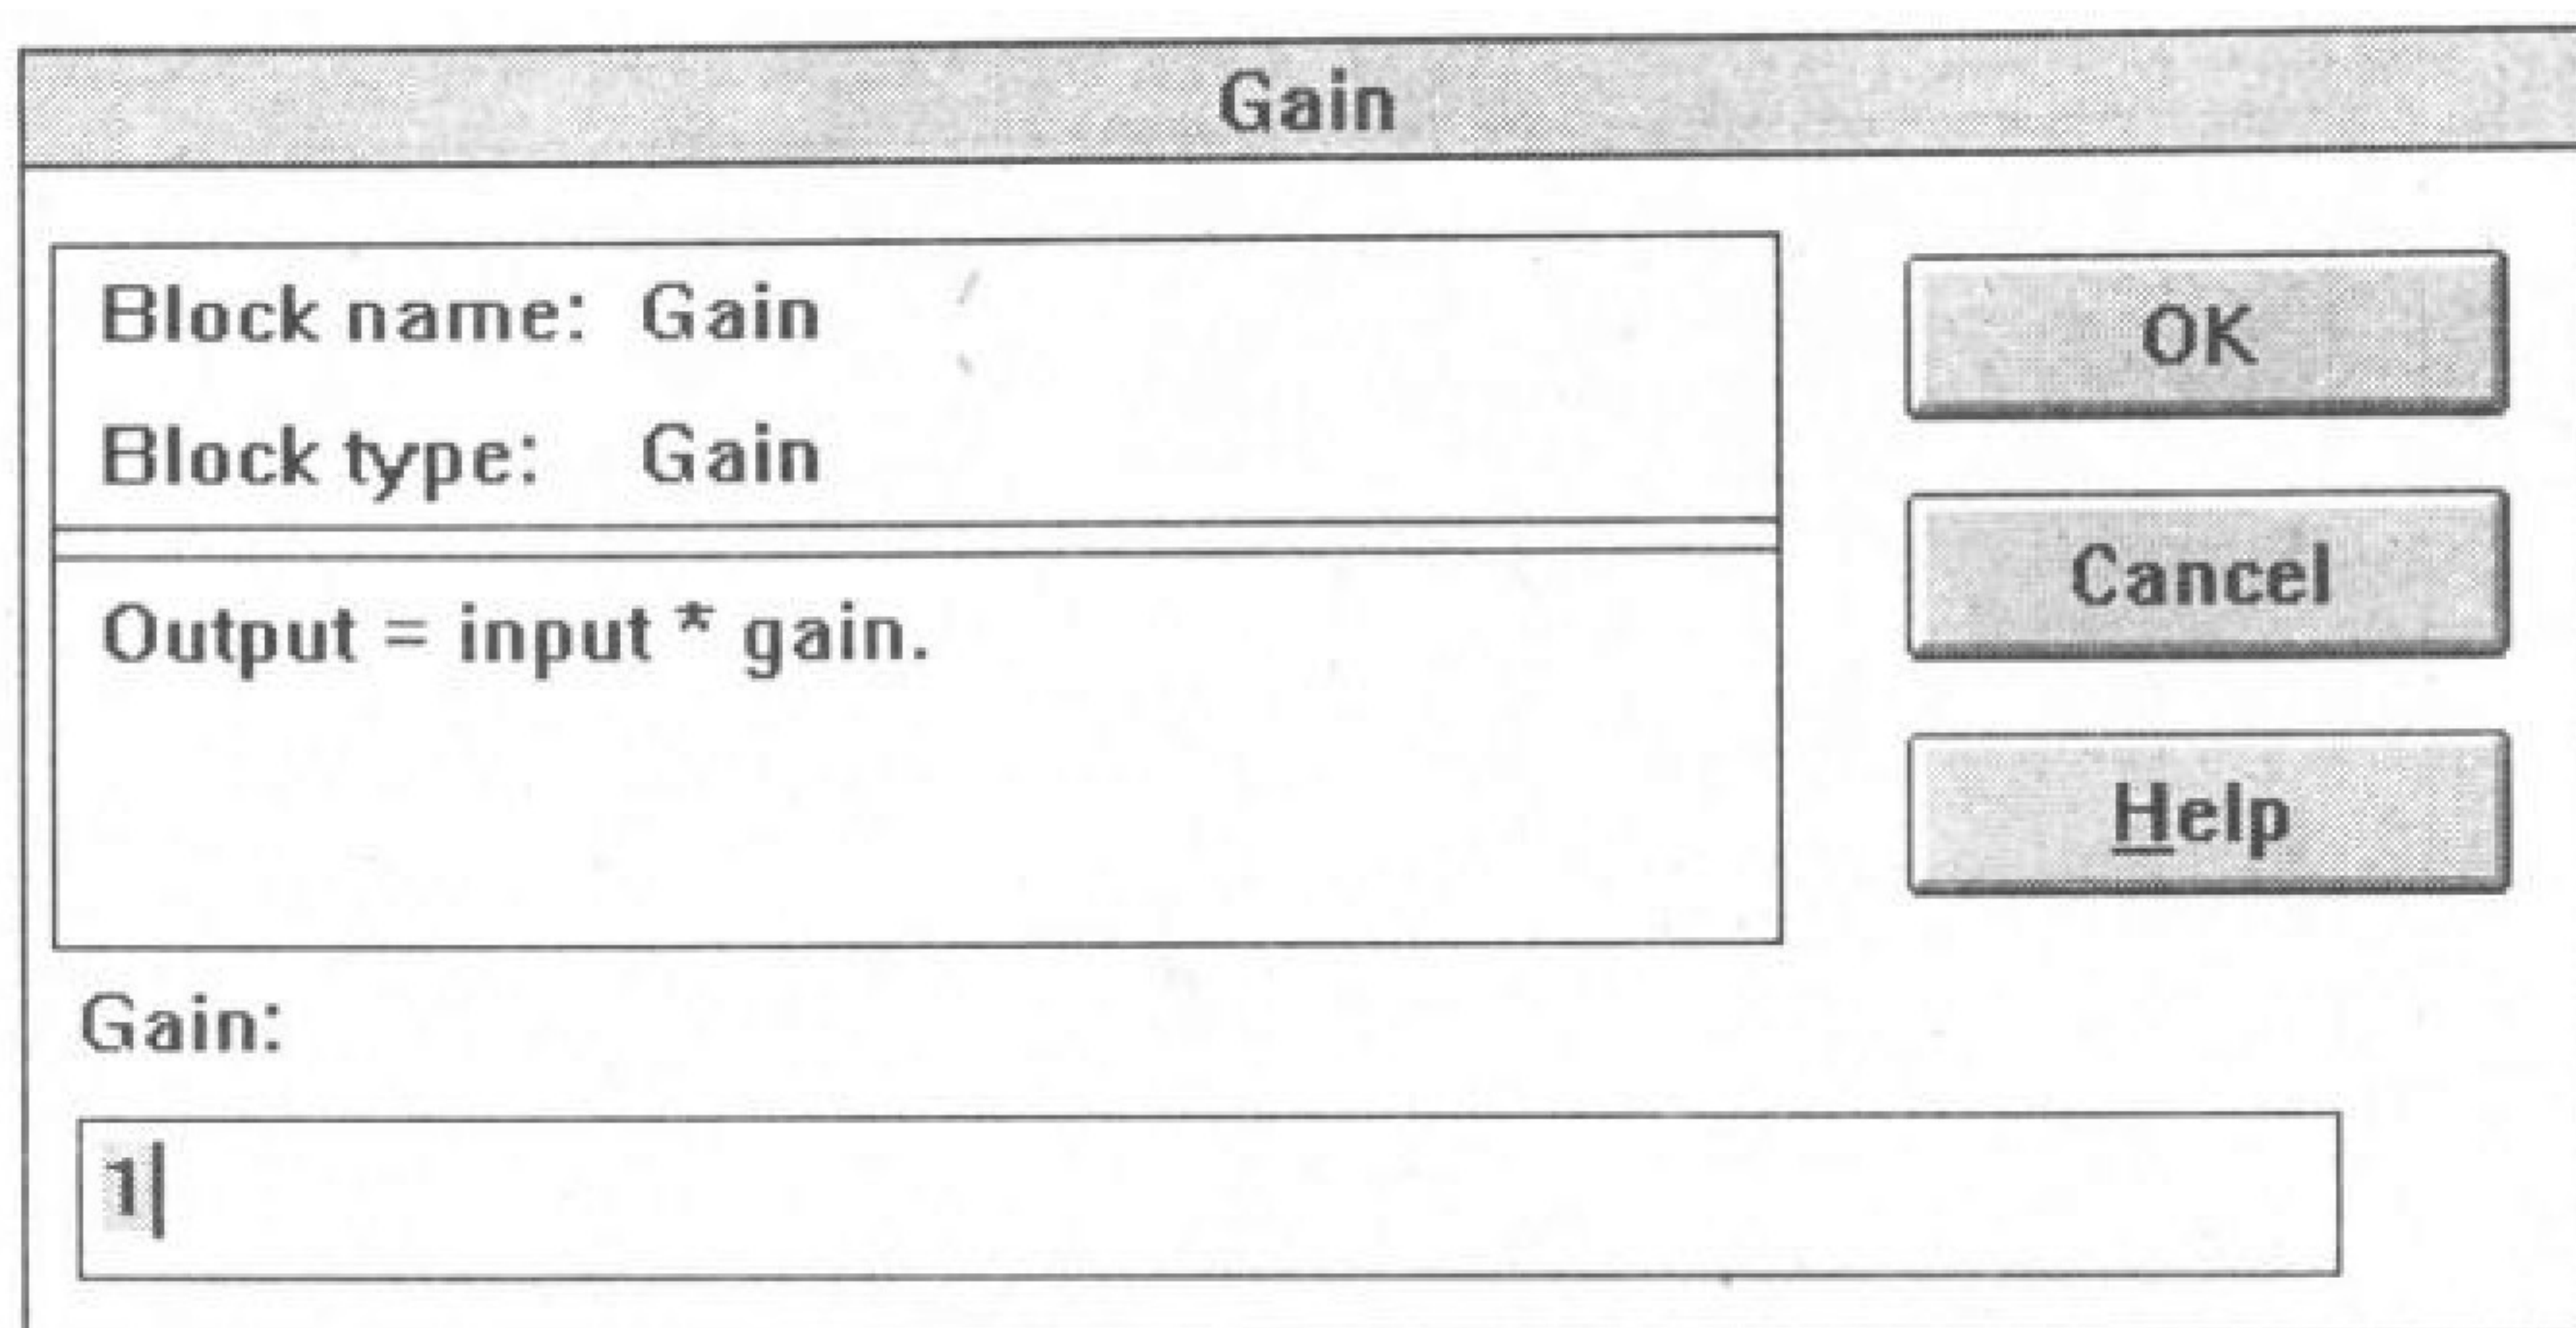 Gain
Block name: Gain
Block type: Gain
Output = input * gain.
OK
Cancel
Help
Gain:
1